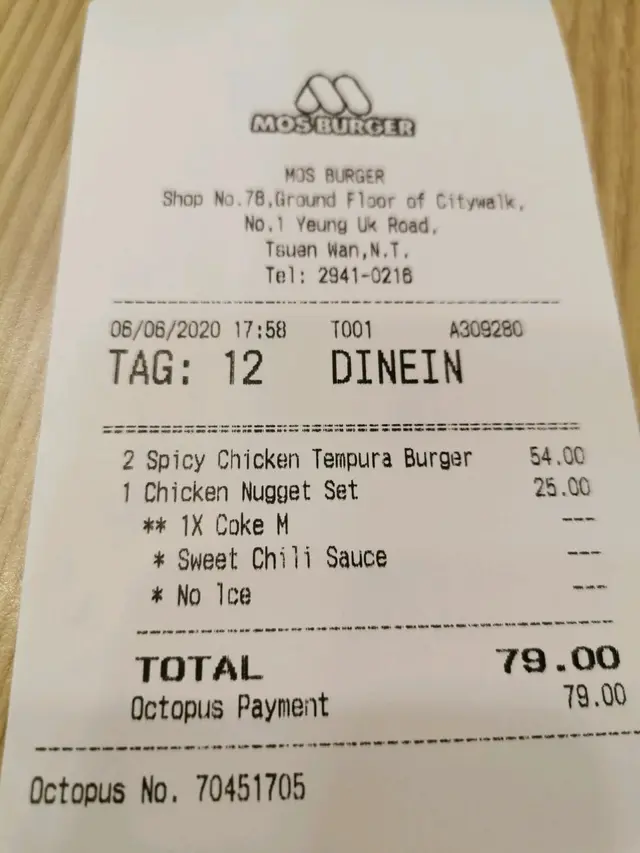 MOS BURGER
MOS BURGER
Shop No.78,Ground Floor of Citywalk,
No.1 Yeung Uk Road,
Tsuen Wan,N.T.
Tel: 2941-0216
06/06/2020 17:58 T001 A309280
TAG: 12 DINEIN
2 Spicy Chicken Tempura Burger 54.00
1 Chicken Nugget Set 25.00
** 1X Coke M ---
* Sweet Chili Sauce ---
* No Ice ---
TOTAL 79.00
Octopus Payment 79.00
Octopus No. 70451705